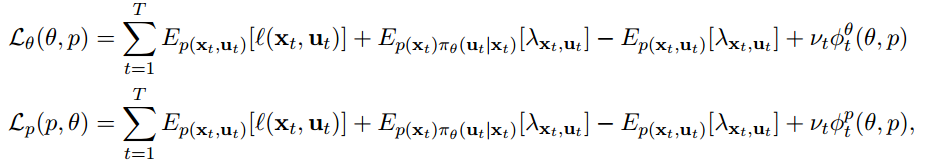 $$\mathcal{L}_{\theta}(\theta, p) = \sum_{t=1}^{T} E_{p(\mathbf{x}_t, \mathbf{u}_t)}[\ell(\mathbf{x}_t, \mathbf{u}_t)] + E_{p(\mathbf{x}_t)\pi_{\theta}(\mathbf{u}_t|\mathbf{x}_t)}[\lambda_{\mathbf{x}_t, \mathbf{u}_t}] - E_{p(\mathbf{x}_t, \mathbf{u}_t)}[\lambda_{\mathbf{x}_t, \mathbf{u}_t}] + \nu_t \phi_t^{\theta}(\theta, p)$$
$$\mathcal{L}_{p}(p, \theta) = \sum_{t=1}^{T} E_{p(\mathbf{x}_t, \mathbf{u}_t)}[\ell(\mathbf{x}_t, \mathbf{u}_t)] + E_{p(\mathbf{x}_t)\pi_{\theta}(\mathbf{u}_t|\mathbf{x}_t)}[\lambda_{\mathbf{x}_t, \mathbf{u}_t}] - E_{p(\mathbf{x}_t, \mathbf{u}_t)}[\lambda_{\mathbf{x}_t, \mathbf{u}_t}] + \nu_t \phi_t^{p}(\theta, p),$$